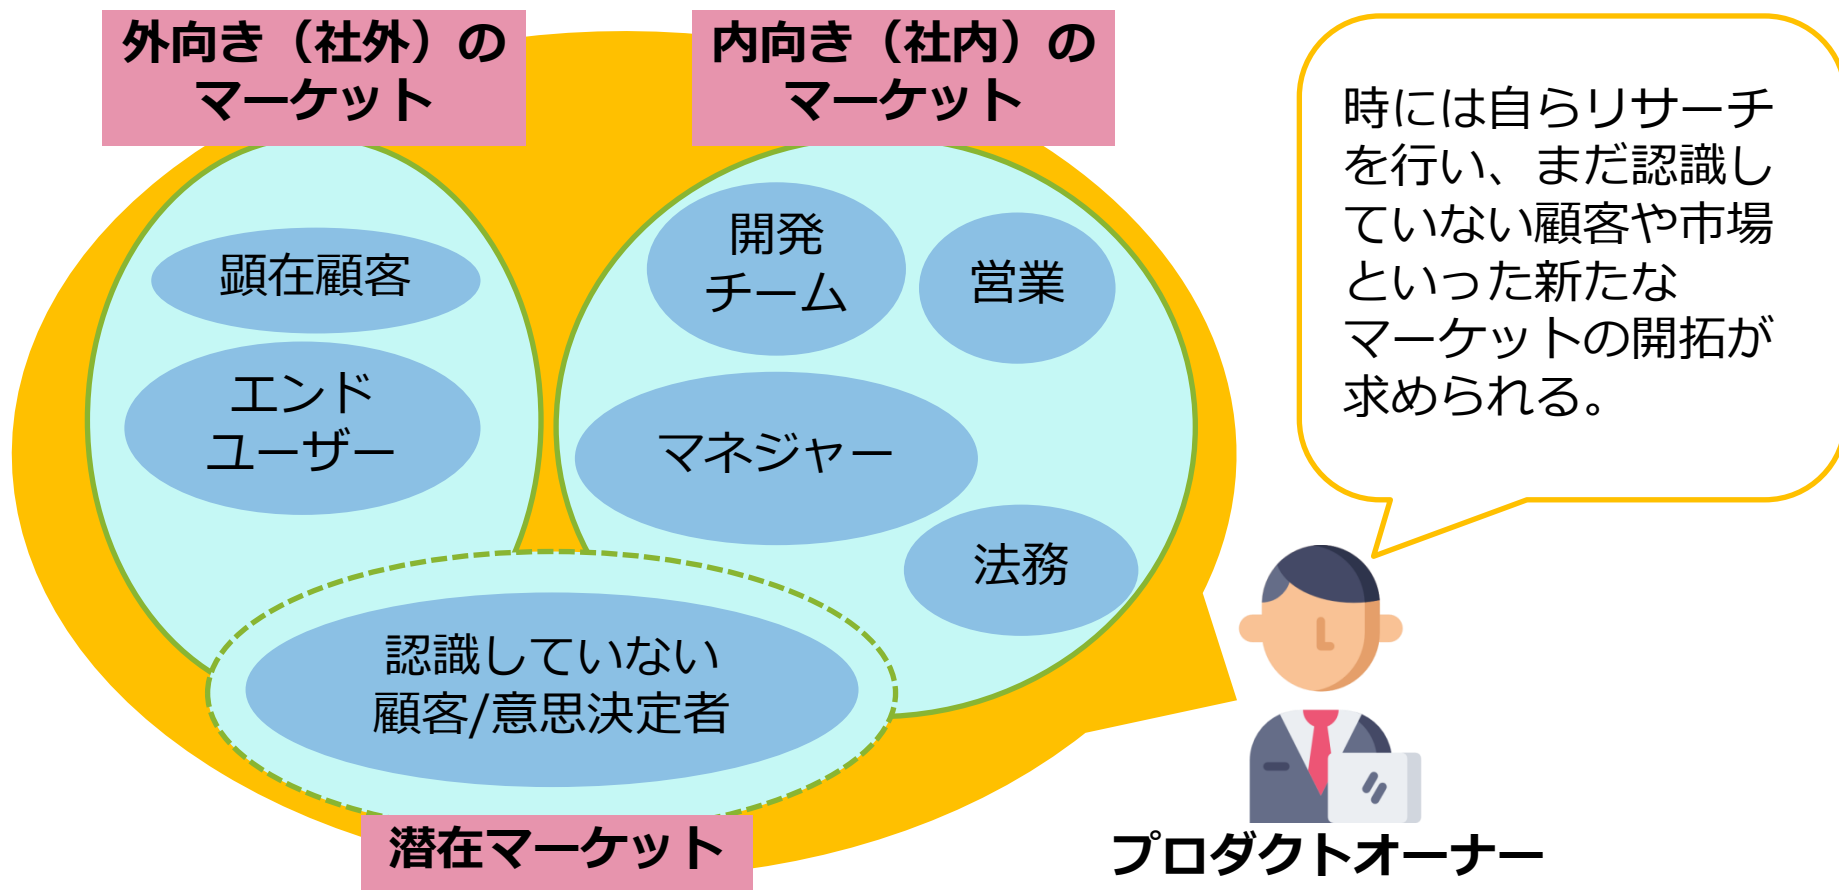 外向き（社外）の
マーケット
内向き（社内）の
マーケット
顕在顧客
エンド
ユーザー
開発
チーム
営業
マネジャー
法務
認識していない
顧客/意思決定者
潜在マーケット
時には自らリサーチ
を行い、まだ認識し
ていない顧客や市場
といった新たな
マーケットの開拓が
求められる。
プロダクトオーナー